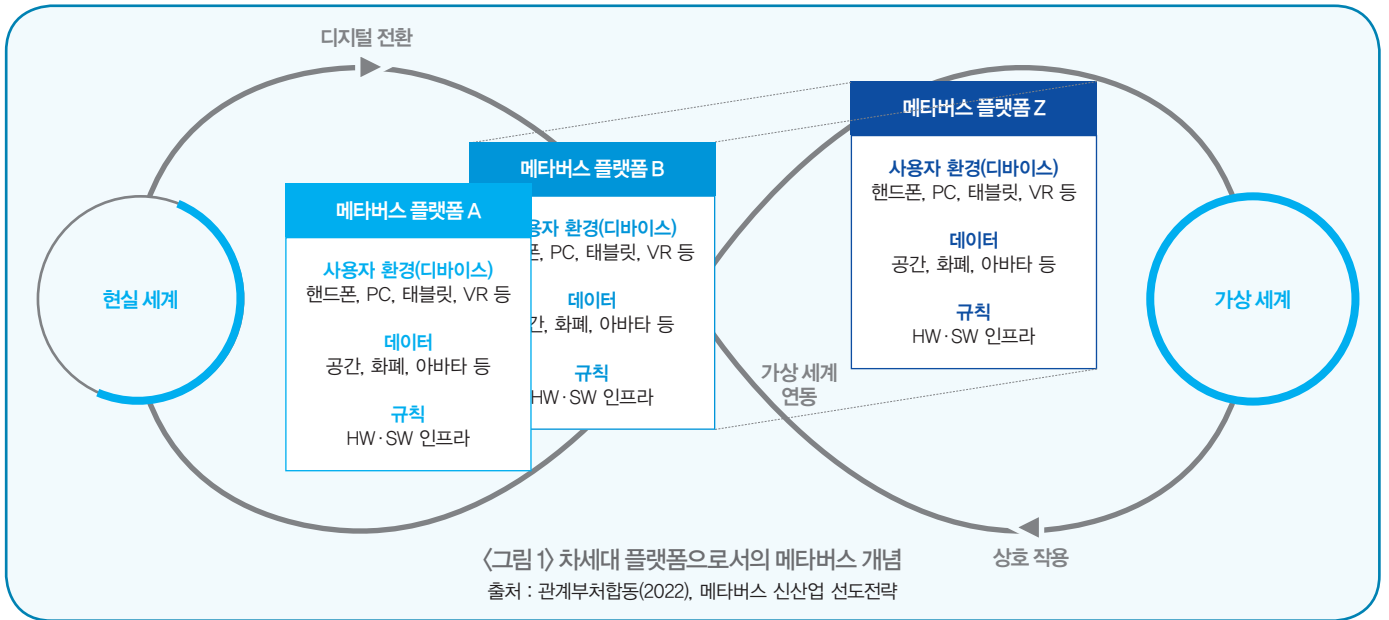 디지털 전환
현실 세계
메타버스 플랫폼 A
사용자 환경(디바이스)
핸드폰, PC, 태블릿, VR 등
데이터
공간, 화폐, 아바타 등
규칙
HW·SW 인프라
메타버스 플랫폼 B
환경(디바이스)
PC, 태블릿, VR 등
데이터
화폐, 아바타 등
규칙
HW·SW 인프라
가상 세계
연동
메타버스 플랫폼 Z
사용자 환경(디바이스)
핸드폰, PC, 태블릿, VR 등
데이터
공간, 화폐, 아바타 등
규칙
HW·SW 인프라
가상 세계
상호 작용
〈그림 1〉 차세대 플랫폼으로서의 메타버스 개념
출처 : 관계부처합동(2022), 메타버스 신산업 선도전략